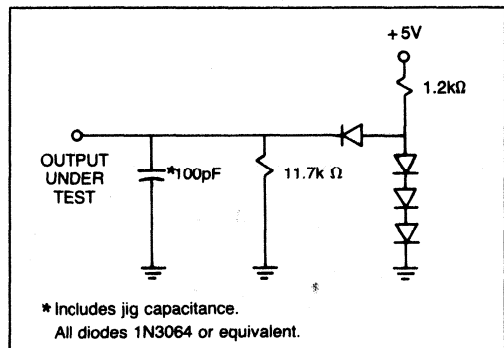 +5V
1.2kΩ
OUTPUT
UNDER
TEST
*100pF
11.7k Ω
* Includes jig capacitance.
All diodes 1N3064 or equivalent.